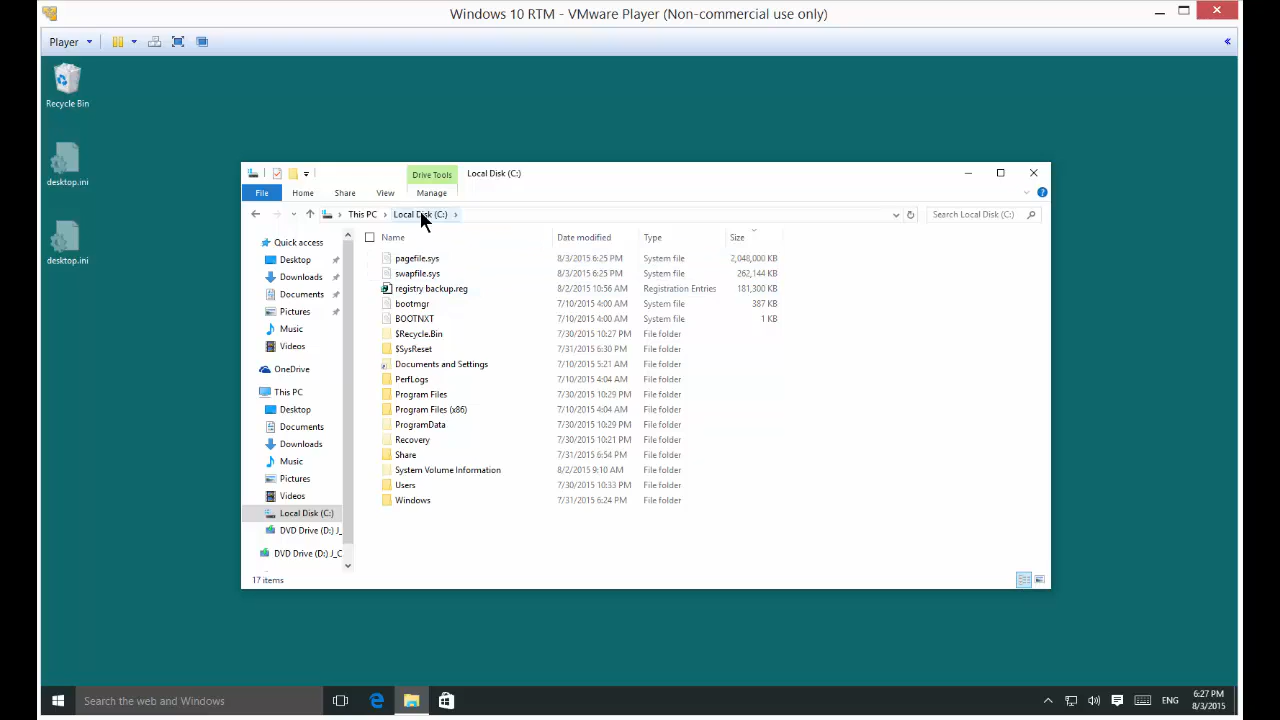 Windows 10 RTM - VMware Player (Non-commercial use only)
Player
Recycle Bin
desktop.ini
desktop.ini
Drive Tools
Local Disk (C:)
File Home Share View Manage
This PC Local Disk (C:) Search Local Disk (C:)
Quick access
Desktop
Downloads
Documents
Pictures
Music
Videos
OneDrive
This PC
Desktop
Documents
Downloads
Music
Pictures
Videos
Local Disk (C:)
DVD Drive (D:) J_
DVD Drive (D:) J_C
Name Date modified Type Size
pagefile.sys 8/3/2015 6:25 PM System file 2,048,000 KB
swapfile.sys 8/3/2015 6:25 PM System file 262,144 KB
registry backup.reg 8/2/2015 10:56 AM Registration Entries 181,300 KB
bootmgr 7/10/2015 4:00 AM System file 387 KB
BOOTNXT 7/10/2015 4:00 AM System file 1 KB
$Recycle.Bin 7/30/2015 10:27 PM File folder
$SysReset 7/31/2015 6:30 PM File folder
Documents and Settings 7/10/2015 5:21 AM File folder
PerfLogs 7/10/2015 4:04 AM File folder
Program Files 7/30/2015 10:29 PM File folder
Program Files (x86) 7/10/2015 4:04 AM File folder
ProgramData 7/30/2015 10:29 PM File folder
Recovery 7/30/2015 10:21 PM File folder
Share 7/31/2015 6:54 PM File folder
System Volume Information 8/2/2015 9:10 AM File folder
Users 7/30/2015 10:33 PM File folder
Windows 7/31/2015 6:24 PM File folder
17 items
Search the web and Windows
ENG
6:27 PM
8/3/2015